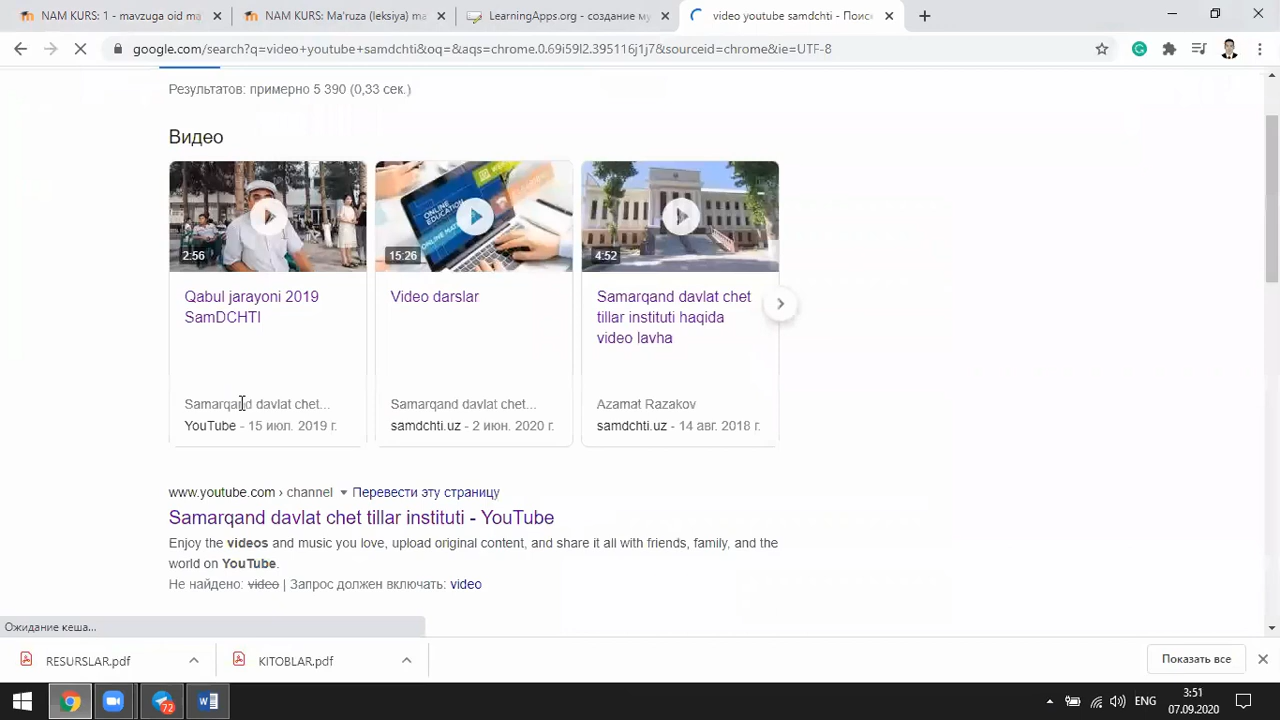 NAM KURS: 1 - mavzuga oid ma
NAM KURS: Ma'ruza (leksiya) ma
LearningApps.org - создание му
video youtube samdchti - Поиск
google.com/search?q=video+youtube+samdchti&oq=&aqs=chrome.0.69i59l2.395116j1j7&sourceid=chrome&ie=UTF-8
Результатов: примерно 5 390 (0,33 сек.)
Видео
2:56
15:26
4:52
Qabul jarayoni 2019
SamDCHTI
Video darslar
Samarqand davlat chet
tillar instituti haqida
video lavha
Samarqand davlat chet...
YouTube - 15 июл. 2019 г.
Samarqand davlat chet...
samdchti.uz - 2 июн. 2020 г.
Azamat Razakov
samdchti.uz - 14 авг. 2018 г.
www.youtube.com › channel ▾ Перевести эту страницу
Samarqand davlat chet tillar instituti - YouTube
Enjoy the videos and music you love, upload original content, and share it all with friends, family, and the
world on YouTube.
Не найдено: video | Запрос должен включать: video
Ожидание кеша...
RESURSLAR.pdf
KITOBLAR.pdf
Показать все
72
ENG
3:51
07.09.2020